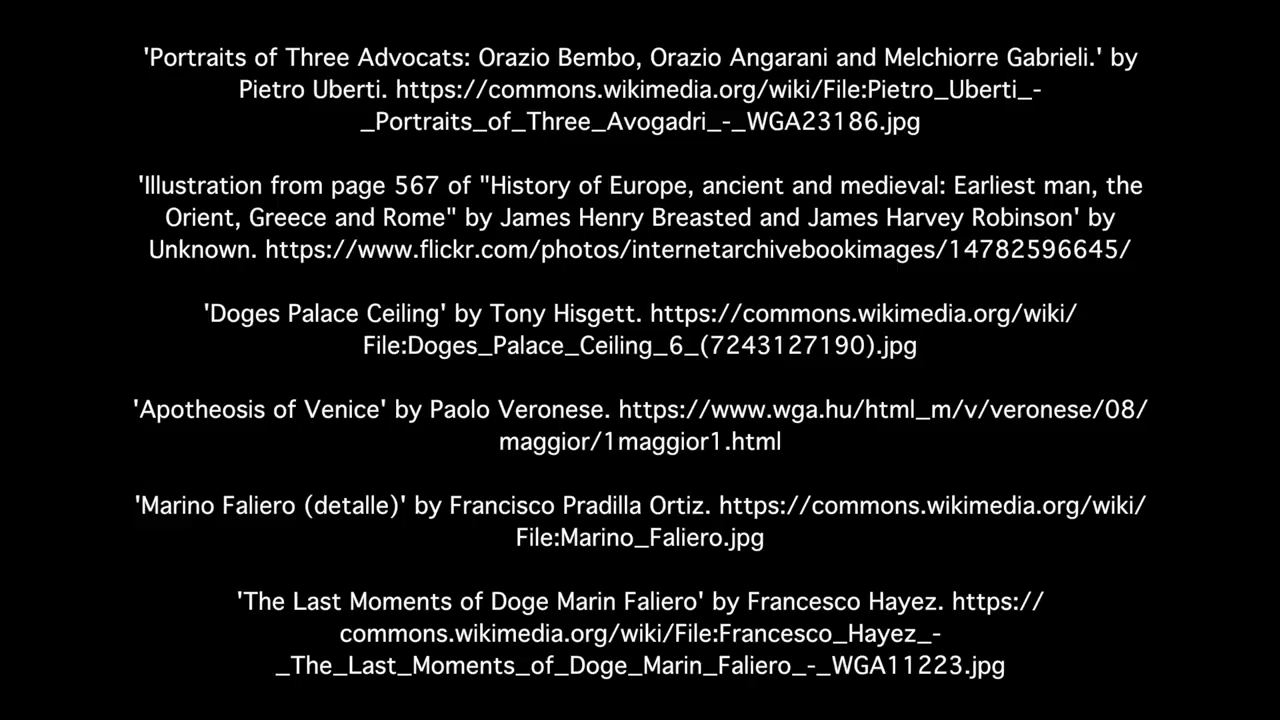 'Portraits of Three Advocats: Orazio Bembo, Orazio Angarani and Melchiorre Gabrieli.' by
Pietro Uberti. https://commons.wikimedia.org/wiki/File:Pietro_Uberti_-
_Portraits_of_Three_Avogadri_-_WGA23186.jpg
'Illustration from page 567 of "History of Europe, ancient and medieval: Earliest man, the
Orient, Greece and Rome" by James Henry Breasted and James Harvey Robinson' by
Unknown. https://www.flickr.com/photos/internetarchivebookimages/14782596645/
'Doges Palace Ceiling' by Tony Hisgett. https://commons.wikimedia.org/wiki/
File:Doges_Palace_Ceiling_6_(7243127190).jpg
'Apotheosis of Venice' by Paolo Veronese. https://www.wga.hu/html_m/v/veronese/08/
maggior/1maggior1.html
'Marino Faliero (detalle)' by Francisco Pradilla Ortiz. https://commons.wikimedia.org/wiki/
File:Marino_Faliero.jpg
'The Last Moments of Doge Marin Faliero' by Francesco Hayez. https://
commons.wikimedia.org/wiki/File:Francesco_Hayez_-
_The_Last_Moments_of_Doge_Marin_Faliero_-_WGA11223.jpg